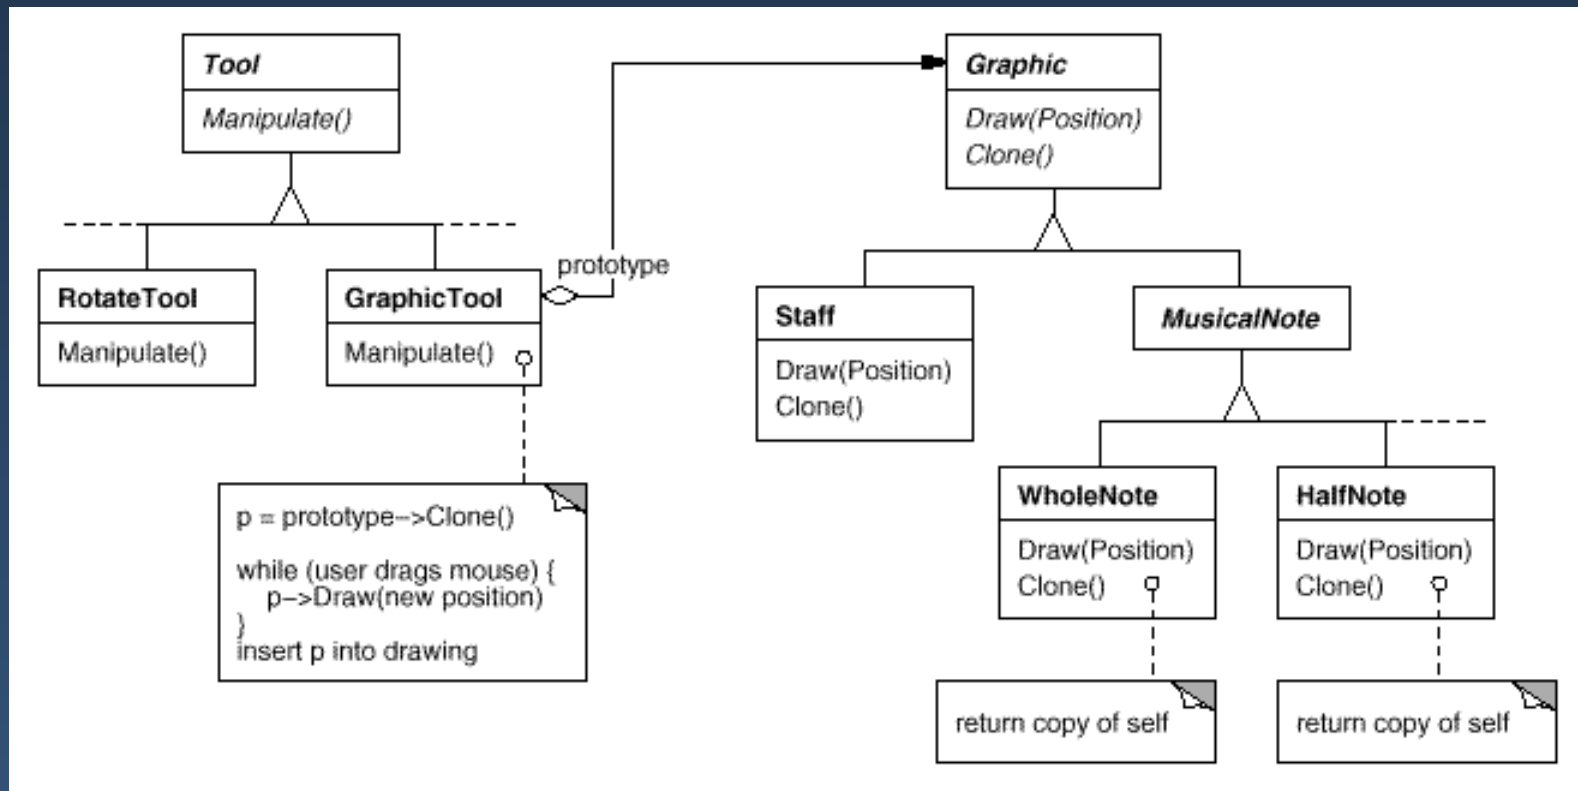 Tool
Manipulate()
Graphic
Draw(Position)
Clone()
prototype
RotateTool
Manipulate()
GraphicTool
Manipulate()
Staff
Draw(Position)
Clone()
MusicalNote
p = prototype->Clone()
while (user drags mouse) {
p->Draw(new position)
}
insert p into drawing
WholeNote
Draw(Position)
Clone()
HalfNote
Draw(Position)
Clone()
return copy of self
return copy of self